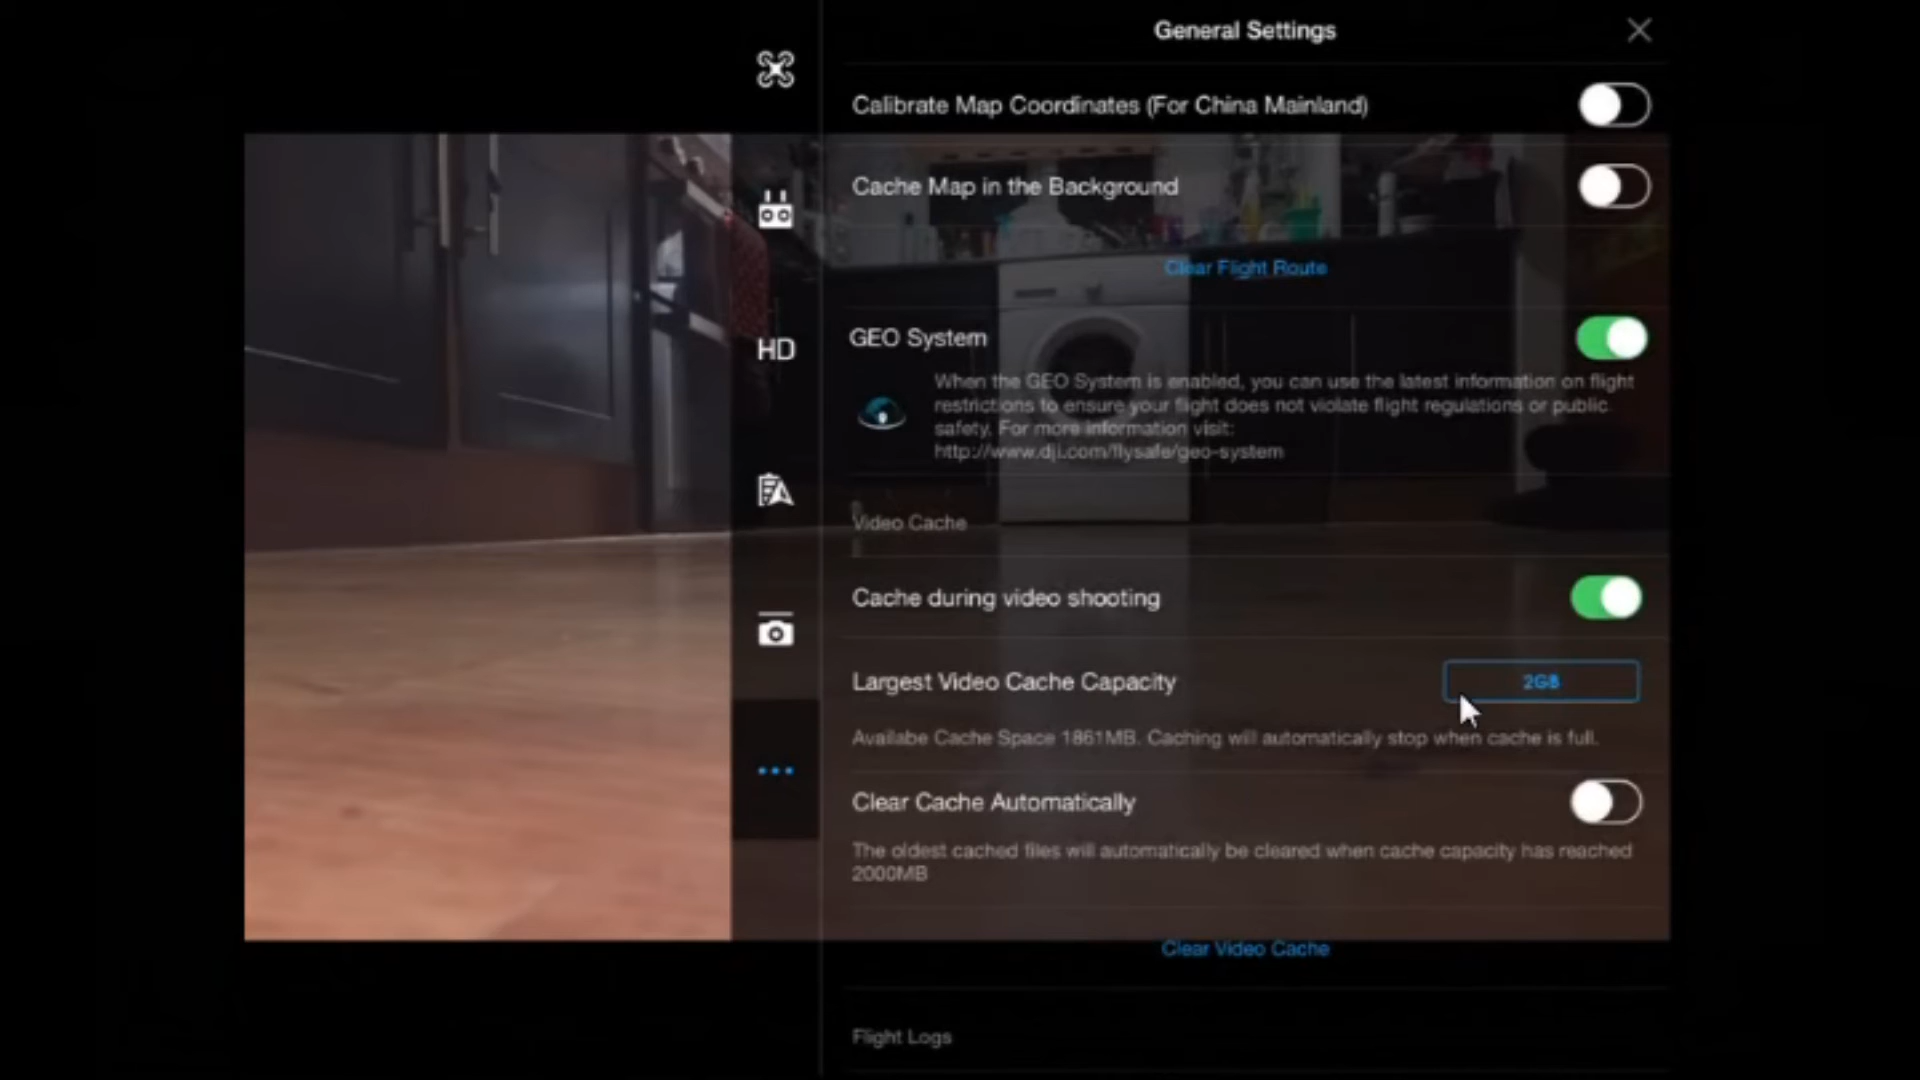 General Settings
Calibrate Map Coordinates (For China Mainland)
Cache Map in the Background
Clear Flight Route
HD
GEO System
When the GEO System is enabled, you can use the latest information on flight
restrictions to ensure your flight does not violate flight regulations or public
safety. For more information visit:
http://www.dji.com/flysafe/geo-system
Video Cache
Cache during video shooting
Largest Video Cache Capacity
2GB
Availabe Cache Space 1861MB. Caching will automatically stop when cache is full.
Clear Cache Automatically
The oldest cached files will automatically be cleared when cache capacity has reached
2000MB
Clear Video Cache
Flight Logs